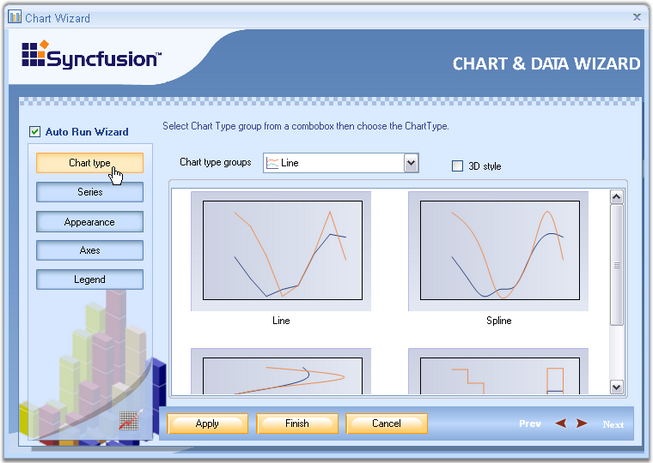 Chart Wizard
Syncfusion™
CHART & DATA WIZARD
Auto Run Wizard
Select Chart Type group from a combobox then choose the ChartType.
Chart type
Chart type groups
Line
3D style
Series
Appearance
Axes
Legend
Line
Spline
Apply
Finish
Cancel
Prev
Next